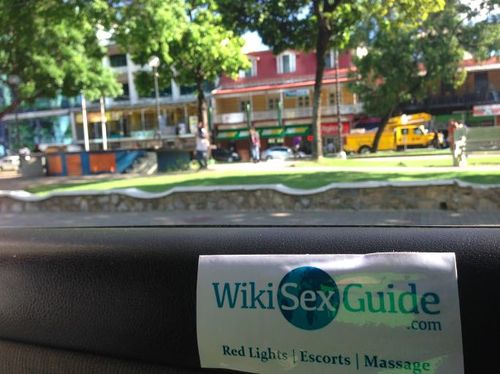 WikiSexGuide
.com
Red Lights | Escorts | Massage